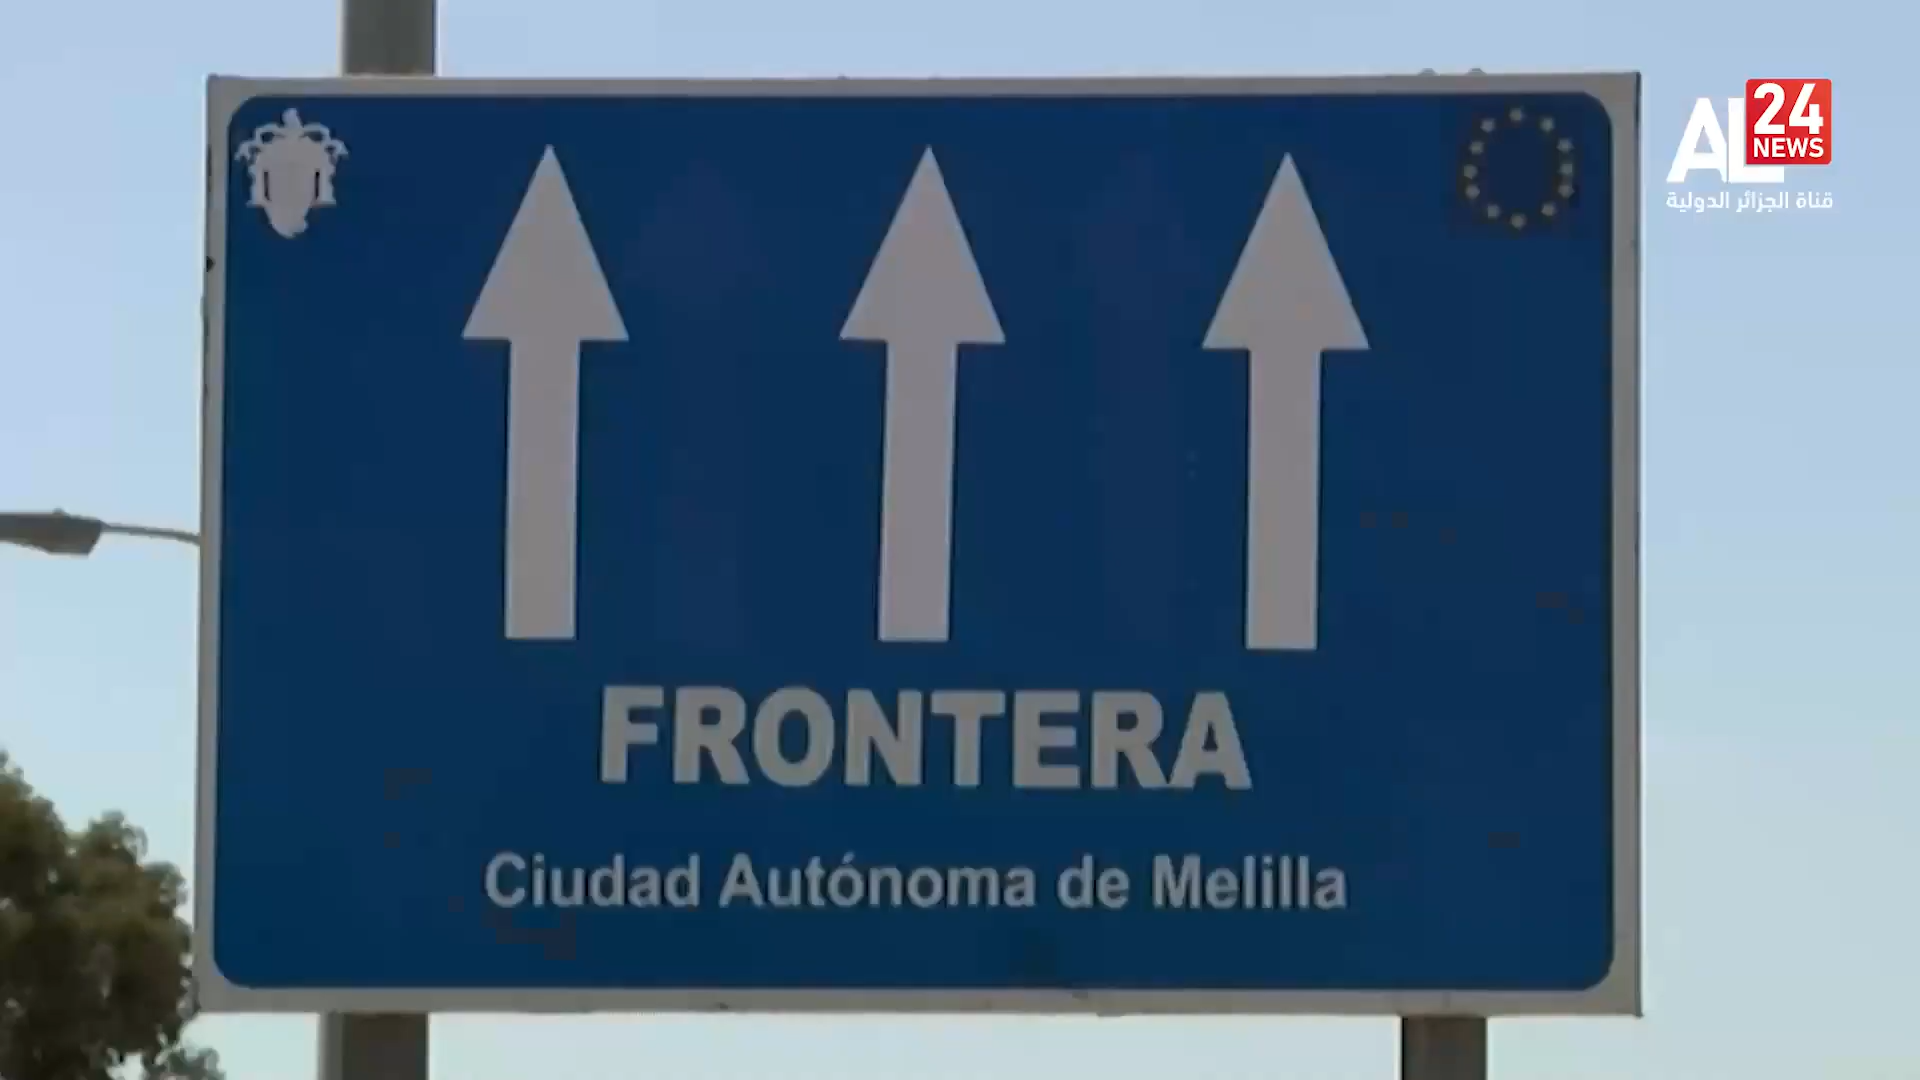 AL
24
NEWS
قناة الجزائر الدولية
FRONTERA
Ciudad Autónoma de Melilla